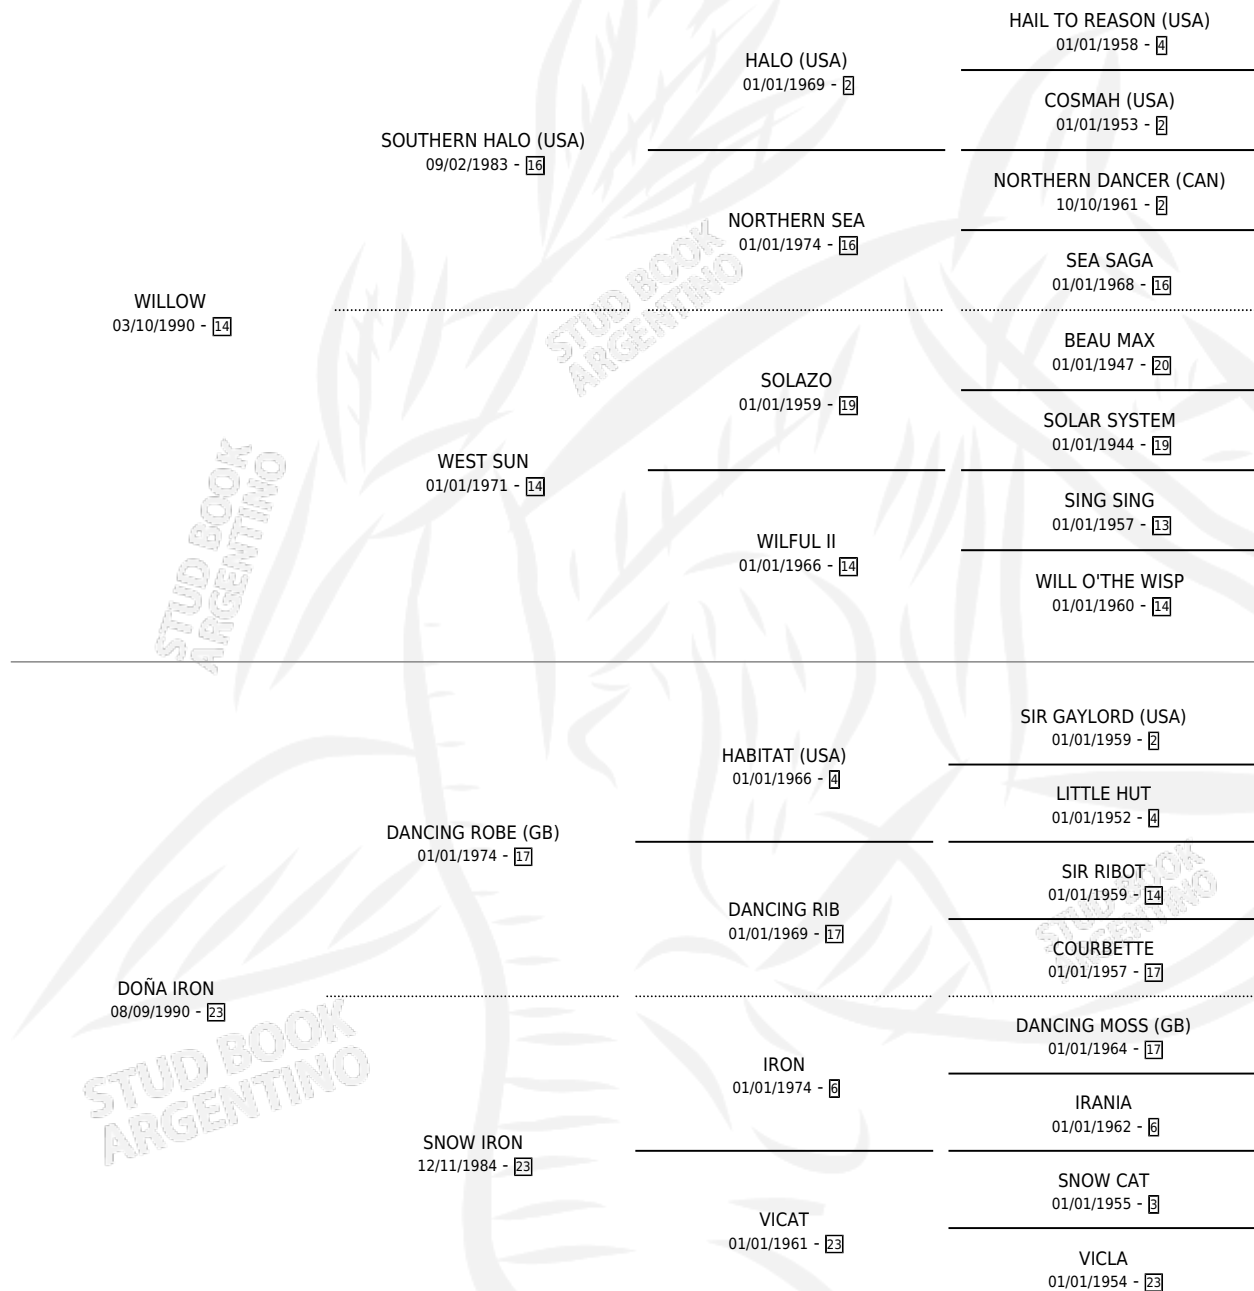 HAIL TO REASON (USA)
01/01/1958 - 4
HALO (USA)
01/01/1969 - 2
COSMAH (USA)
01/01/1953 - 2
SOUTHERN HALO (USA)
09/02/1983 - 16
NORTHERN DANCER (CAN)
10/10/1961 - 2
NORTHERN SEA
01/01/1974 - 16
SEA SAGA
01/01/1968 - 16
STUD BOOK
ARGENTINO
WILLOW
03/10/1990 - 14
BEAU MAX
01/01/1947 - 20
SOLAZO
01/01/1959 - 19
SOLAR SYSTEM
01/01/1944 - 19
WEST SUN
01/01/1971 - 14
SING SING
01/01/1957 - 13
WILFUL II
01/01/1966 - 14
WILL O'THE WISP
01/01/1960 - 14
STUD BOOK
ARGENTINO
SIR GAYLORD (USA)
01/01/1959 - 2
HABITAT (USA)
01/01/1966 - 4
LITTLE HUT
01/01/1952 - 4
DANCING ROBE (GB)
01/01/1974 - 17
SIR RIBOT
01/01/1959 - 14
DANCING RIB
01/01/1969 - 17
COURBETTE
01/01/1957 - 17
STUD BOOK
ARGENTINO
DOÑA IRON
08/09/1990 - 23
DANCING MOSS (GB)
01/01/1964 - 17
IRON
01/01/1974 - 6
IRANIA
01/01/1962 - 6
STUD BOOK
ARGENTINO
SNOW IRON
12/11/1984 - 23
SNOW CAT
01/01/1955 - 3
VICAT
01/01/1961 - 23
VICLA
01/01/1954 - 23